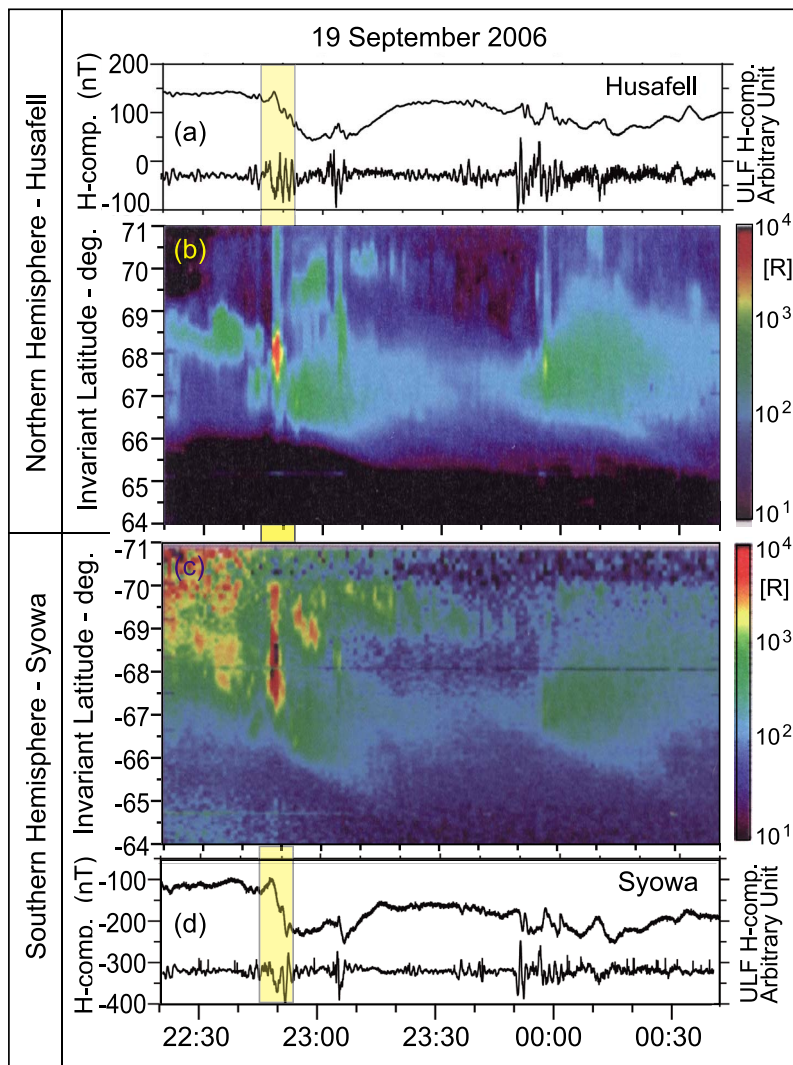 19 September 2006
Northern Hemisphere - Husafell
Southern Hemisphere - Syowa
H-comp. (nT)
200
100
0
-100
(a)
Husafell
ULF H-comp.
Arbitrary Unit
Invariant Latitude - deg.
71
70
69
68
67
66
65
64
(b)
10^4
[R]
10^3
10^2
10^1
Invariant Latitude - deg.
-71
-70
-69
-68
-67
-66
-65
-64
(c)
10^4
[R]
10^3
10^2
10^1
H-comp. (nT)
-100
-200
-300
-400
(d)
Syowa
ULF H-comp.
Arbitrary Unit
22:30
23:00
23:30
00:00
00:30